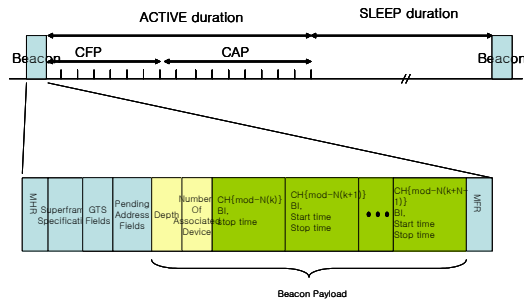 ACTIVE duration
SLEEP duration
Beacon
CFP
CAP
Beacon
MHR
Superfram
Specificati
GTS
Fields
Pending
Address
Fields
Depth
Number
Of
Associated
Device
CH{mod-N(k)}
BI,
stop time
CH{mod-N(k+1)}
BI,
Start time
Stop time
CH{mod-N(k+N-
1)}
BI,
Start time
Stop time
MFR
Beacon Payload